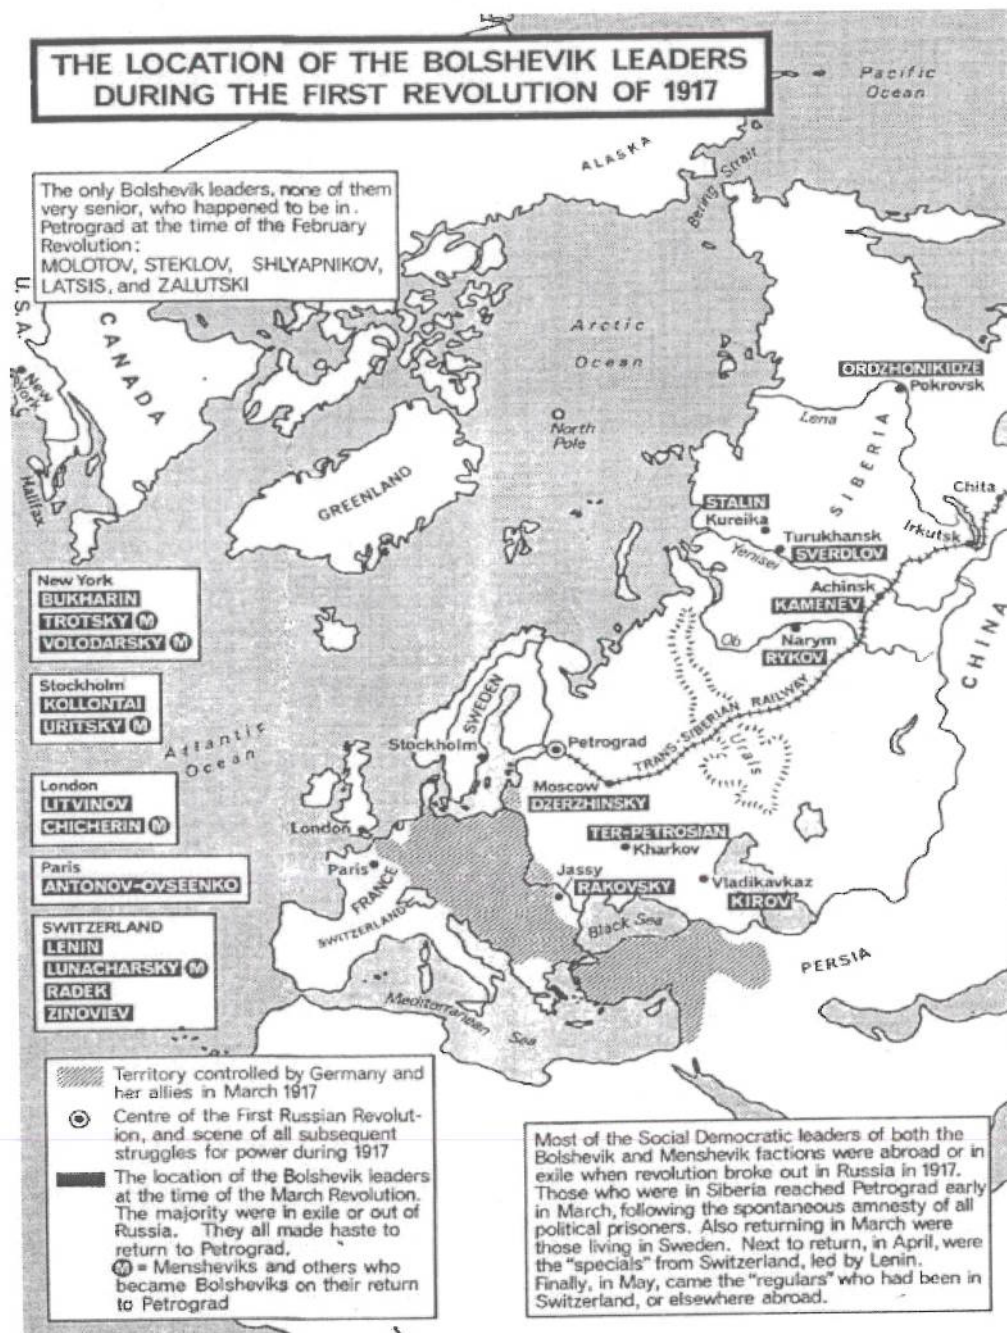 THE LOCATION OF THE BOLSHEVIK LEADERS
DURING THE FIRST REVOLUTION OF 1917
Pacific
Ocean
ALASKA
Bering Strait
The only Bolshevik leaders, none of them
very senior, who happened to be in
Petrograd at the time of the February
Revolution:
MOLOTOV, STEKLOV, SHLYAPNIKOV,
LATSIS, and ZALUTSKI
U.S.A.
CANADA
New
York
Halifax
Arctic
Ocean
North
Pole
GREENLAND
ORDZHONIKIDZE
Pokrovsk
Lena
SIBERIA
Chita
STALIN
Kureika
Turukhansk
SVERDLOV
Irkutsk
Yenisei
Achinsk
KAMENEV
Ob
Narym
RYKOV
CHINA
New York
BUKHARIN
TROTSKY M
VOLODARSKY M
Stockholm
KOLLONTAI
URITSKY M
Atlantic
Ocean
London
LITVINOV
CHICHERIN M
Paris
ANTONOV-OVSEENKO
SWITZERLAND
LENIN
LUNACHARSKY M
RADEK
ZINOVIEV
SWEDEN
Stockholm
Petrograd
TRANS-SIBERIAN RAILWAY
Urals
Moscow
DZERZHINSKY
London
TER-PETROSIAN
Kharkov
Paris
FRANCE
Jassy
RAKOVSKY
Vladikavkaz
KIROV
SWITZERLAND
Black Sea
PERSIA
Mediterranean
Sea
Territory controlled by Germany and
her allies in March 1917
Centre of the First Russian Revolut-
ion, and scene of all subsequent
struggles for power during 1917
The location of the Bolshevik leaders
at the time of the March Revolution.
The majority were in exile or out of
Russia. They all made haste to
return to Petrograd.
M = Mensheviks and others who
became Bolsheviks on their return
to Petrograd
Most of the Social Democratic leaders of both the
Bolshevik and Menshevik factions were abroad or in
exile when revolution broke out in Russia in 1917.
Those who were in Siberia reached Petrograd early
in March, following the spontaneous amnesty of all
political prisoners. Also returning in March were
those living in Sweden. Next to return, in April, were
the "specials" from Switzerland, led by Lenin.
Finally, in May, came the "regulars" who had been in
Switzerland, or elsewhere abroad.